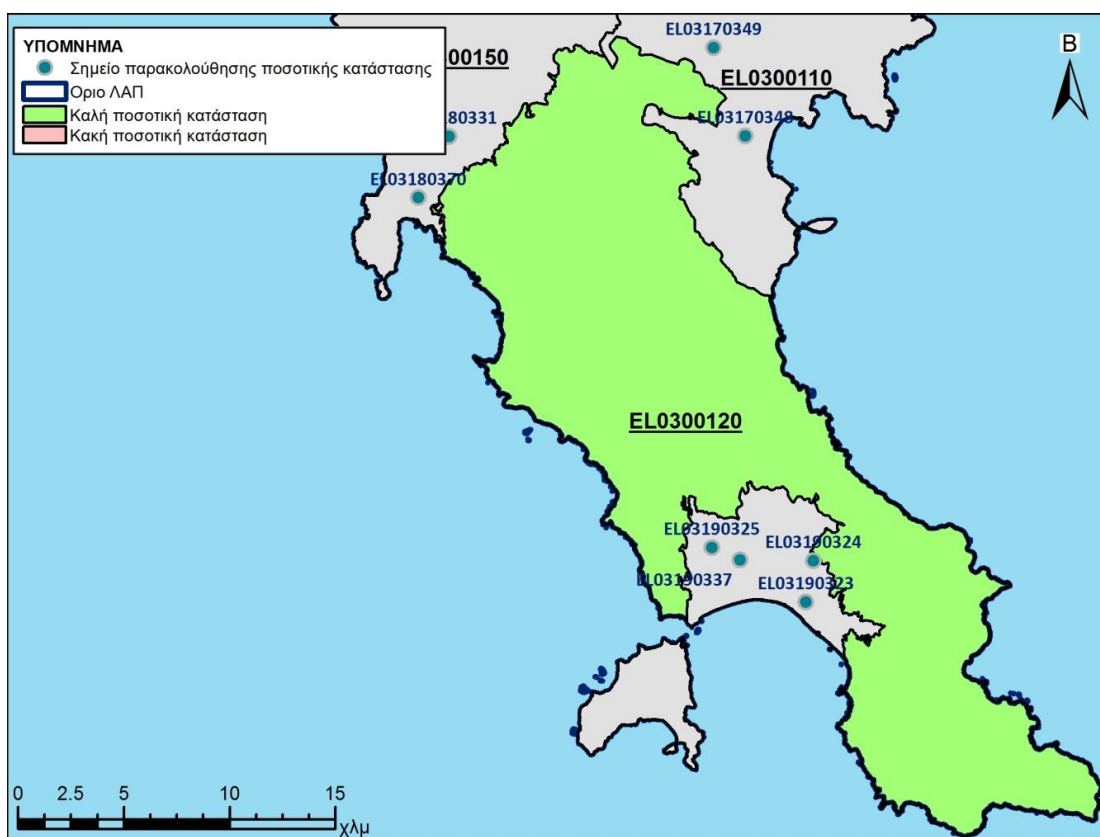 ΥΠΟΜΝΗΜΑ
Σημείο παρακολούθησης ποσοτικής κατάστασης
Οριο ΛΑΠ
Καλή ποσοτική κατάσταση
Κακή ποσοτική κατάσταση
EL03170349
00150
EL0300110
Β
180331
EL03170348
EL03180370
EL0300120
EL03190325
EL03190324
EL03190337
EL03190323
0 2.5 5 10 15
χλμ